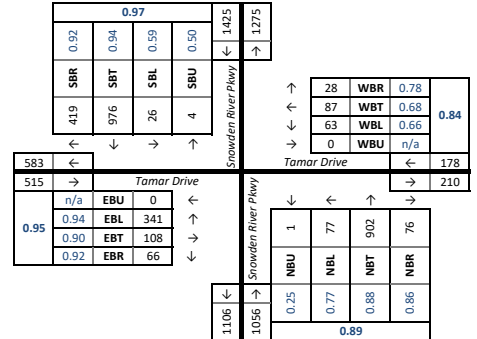 0.97
0.92 0.94 0.59 0.50
SBR SBT SBL SBU
419 976 26 4
← ↓ → ↑
1425 1275
↓ ↑
Snowden River Pkwy
↑ 28 WBR 0.78
← 87 WBT 0.68
↓ 63 WBL 0.66
→ 0 WBU n/a
0.84
583 ←
Tamar Drive ← 178
515 → Tamar Drive
→ 210
0.95
n/a EBU 0 ←
0.94 EBL 341 ↑
0.90 EBT 108 →
0.92 EBR 66 ↓
Snowden River Pkwy
↓ ↑
1106 1056
↓ ← ↑ →
1 77 902 76
NBU NBL NBT NBR
0.25 0.77 0.88 0.86
0.89